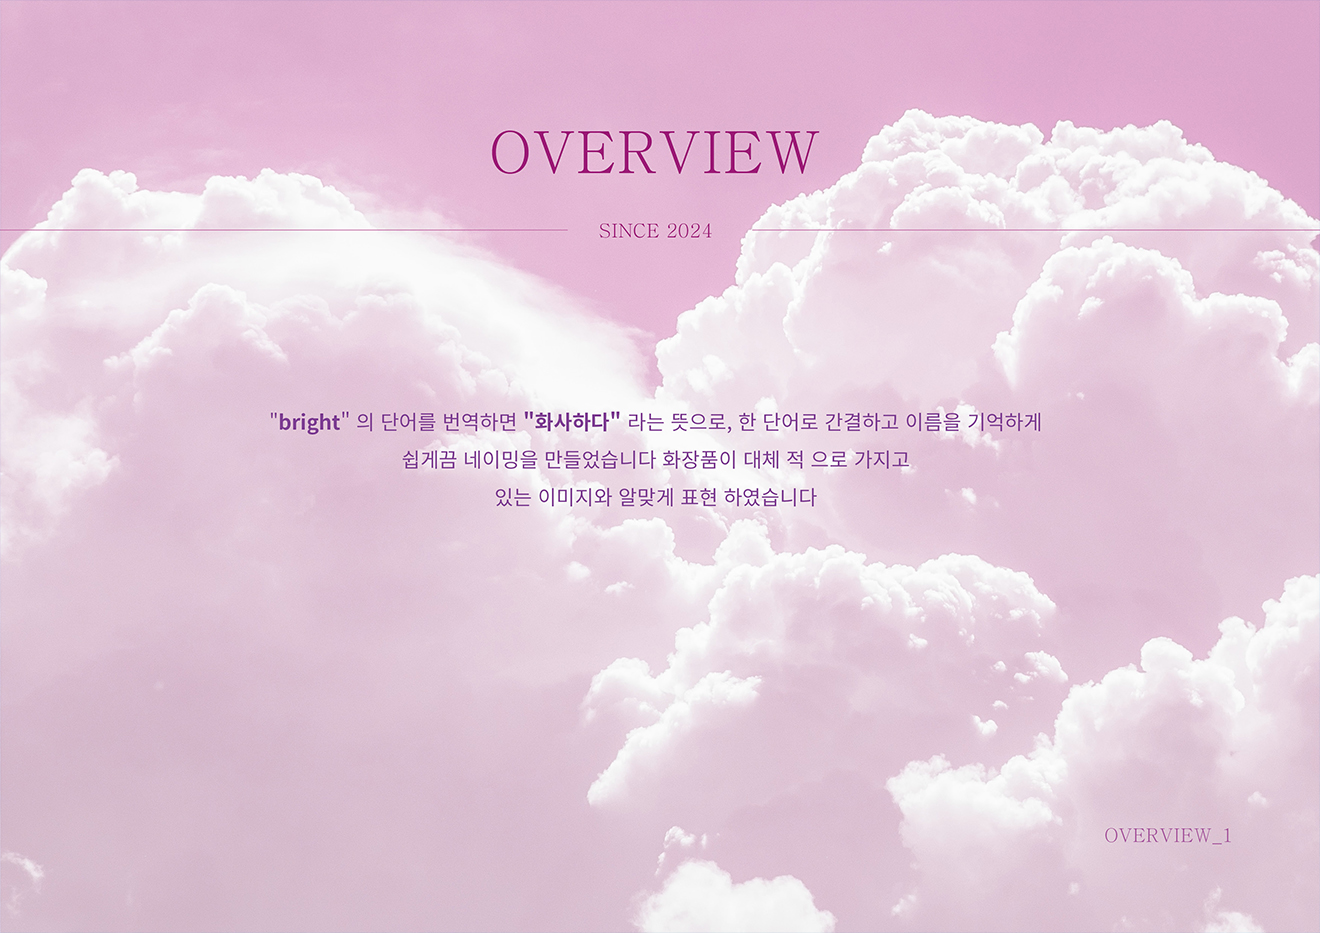 OVERVIEW
SINCE 2024
"bright" 의 단어를 번역하면 "화사하다" 라는 뜻으로, 한 단어로 간결하고 이름을 기억하게
쉽게끔 네이밍을 만들었습니다 화장품이 대체 적 으로 가지고
있는 이미지와 알맞게 표현 하였습니다
OVERVIEW_1